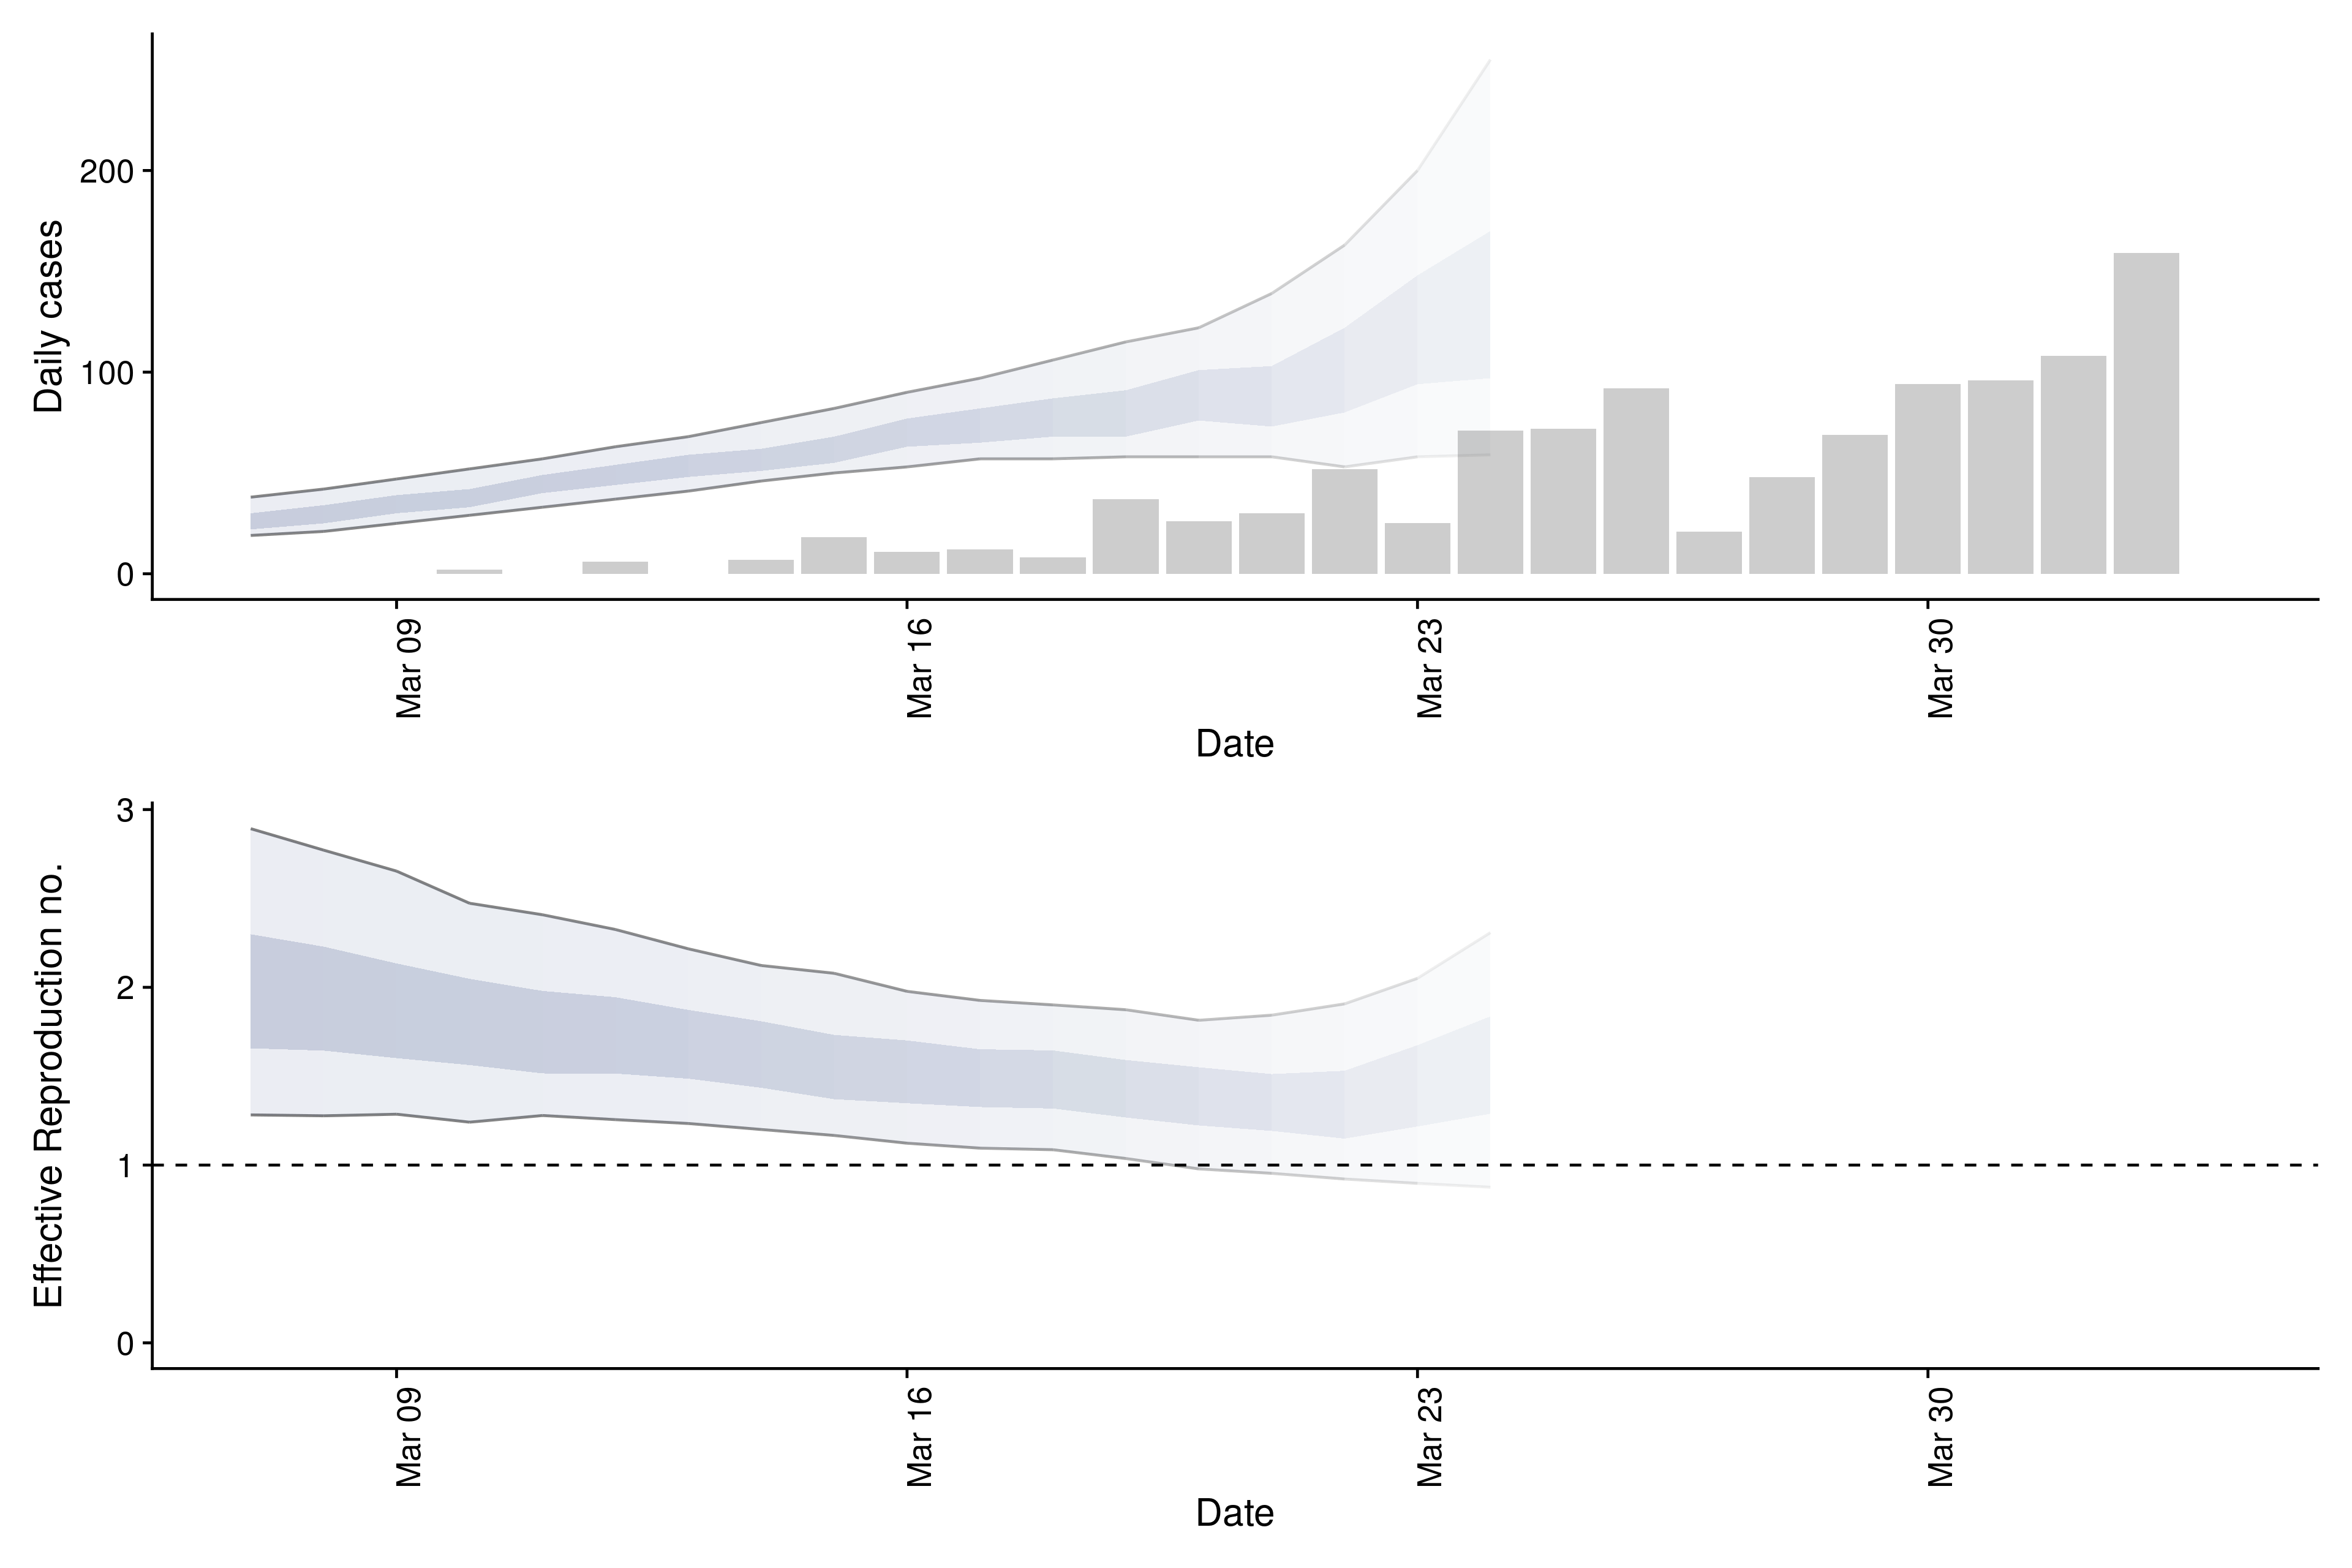 Daily cases
200
100
0
Mar 09
Mar 16
Mar 23
Mar 30
Date
Effective Reproduction no.
3
2
1
0
Mar 09
Mar 16
Mar 23
Mar 30
Date